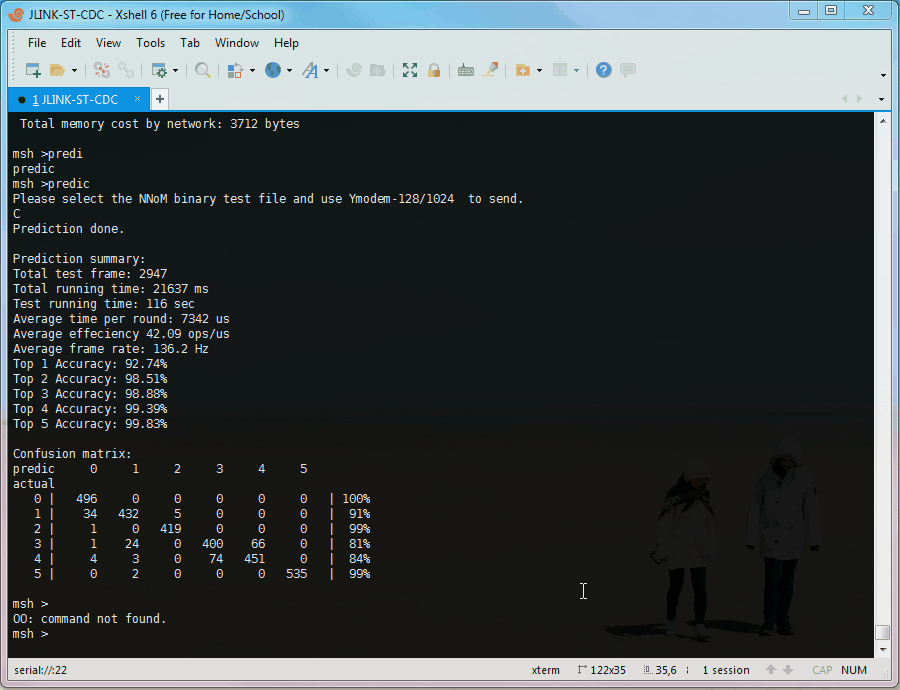 JLINK-ST-CDC - Xshell 6 (Free for Home/School)
File Edit View Tools Tab Window Help
1 JLINK-ST-CDC × +
Total memory cost by network: 3712 bytes
msh >predi
predic
msh >predic
Please select the NNoM binary test file and use Ymodem-128/1024  to send.
C
Prediction done.
Prediction summary:
Total test frame: 2947
Total running time: 21637 ms
Test running time: 116 sec
Average time per round: 7342 us
Average effeciency 42.09 ops/us
Average frame rate: 136.2 Hz
Top 1 Accuracy: 92.74%
Top 2 Accuracy: 98.51%
Top 3 Accuracy: 98.88%
Top 4 Accuracy: 99.39%
Top 5 Accuracy: 99.83%
Confusion matrix:
predic     0     1     2     3     4     5
actual
   0 |   496     0     0     0     0     0   | 100%
   1 |    34   432     5     0     0     0   |  91%
   2 |     1     0   419     0     0     0   |  99%
   3 |     1    24     0   400    66     0   |  81%
   4 |     4     3     0    74   451     0   |  84%
   5 |     0     2     0     0     0   535   |  99%
msh >
OO: command not found.
msh >
serial://:22 xterm 122x35 35,6 1 session CAP NUM